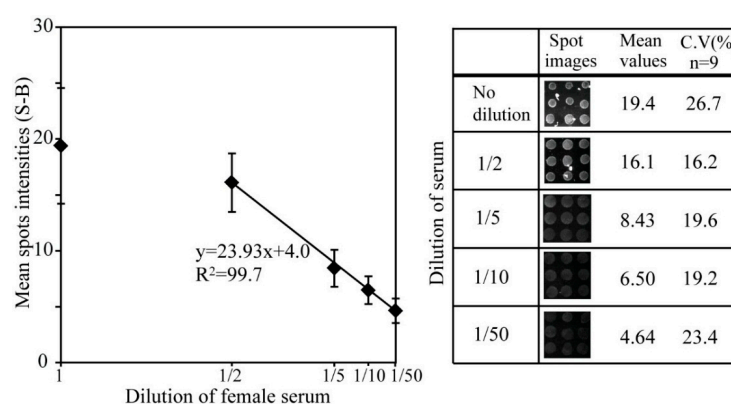 30
20
10
0
Mean spots intensities (S-B)
y=23.93x+4.0
R²=99.7
1 1/2 1/5 1/10 1/50
Dilution of female serum
Spot images Mean values C.V(% n=9
Dilution of serum
No dilution 19.4 26.7
1/2 16.1 16.2
1/5 8.43 19.6
1/10 6.50 19.2
1/50 4.64 23.4